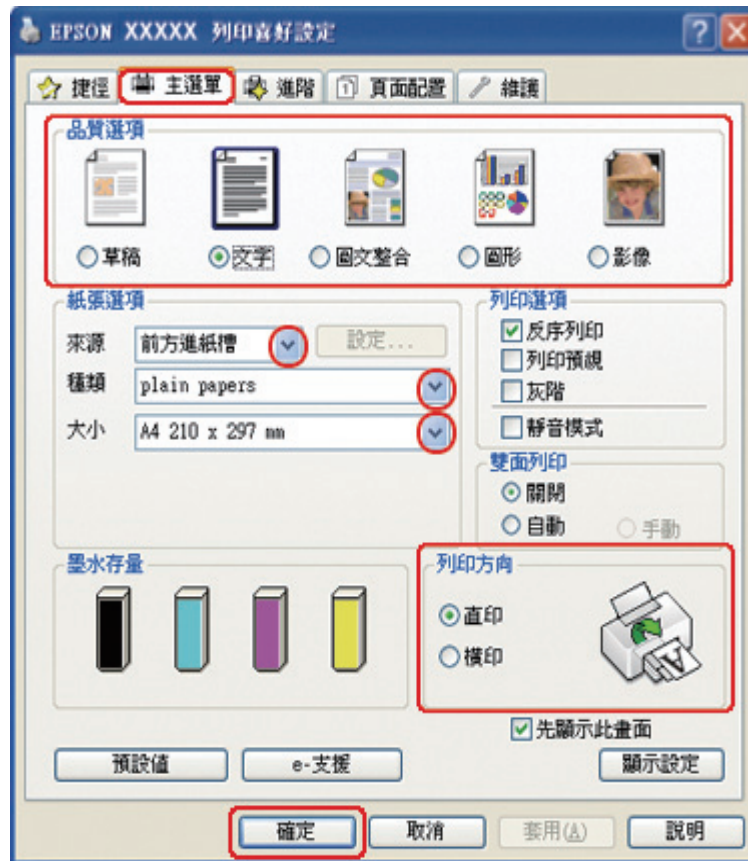 EPSON XXXXX 列印喜好設定
捷徑 主選單 進階 頁面配置 維護
品質選項
草稿 文字 圖文整合 圖形 影像
紙張選項
來源 前方進紙槽 設定...
種類 plain papers
大小 A4 210 x 297 mm
列印選項
反序列印
列印預視
灰階
靜音模式
雙面列印
關閉
自動 手動
墨水存量
列印方向
直印
橫印
先顯示此畫面
預設值 e-支援 顯示設定
確定 取消 套用(A) 說明